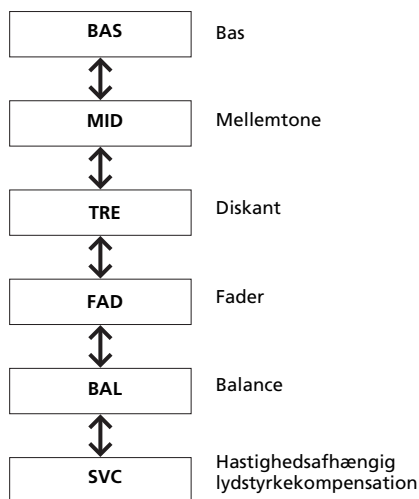 BAS Bas
MID Mellemtone
TRE Diskant
FAD Fader
BAL Balance
SVC Hastighedsafhængig
lydstyrkekompensation